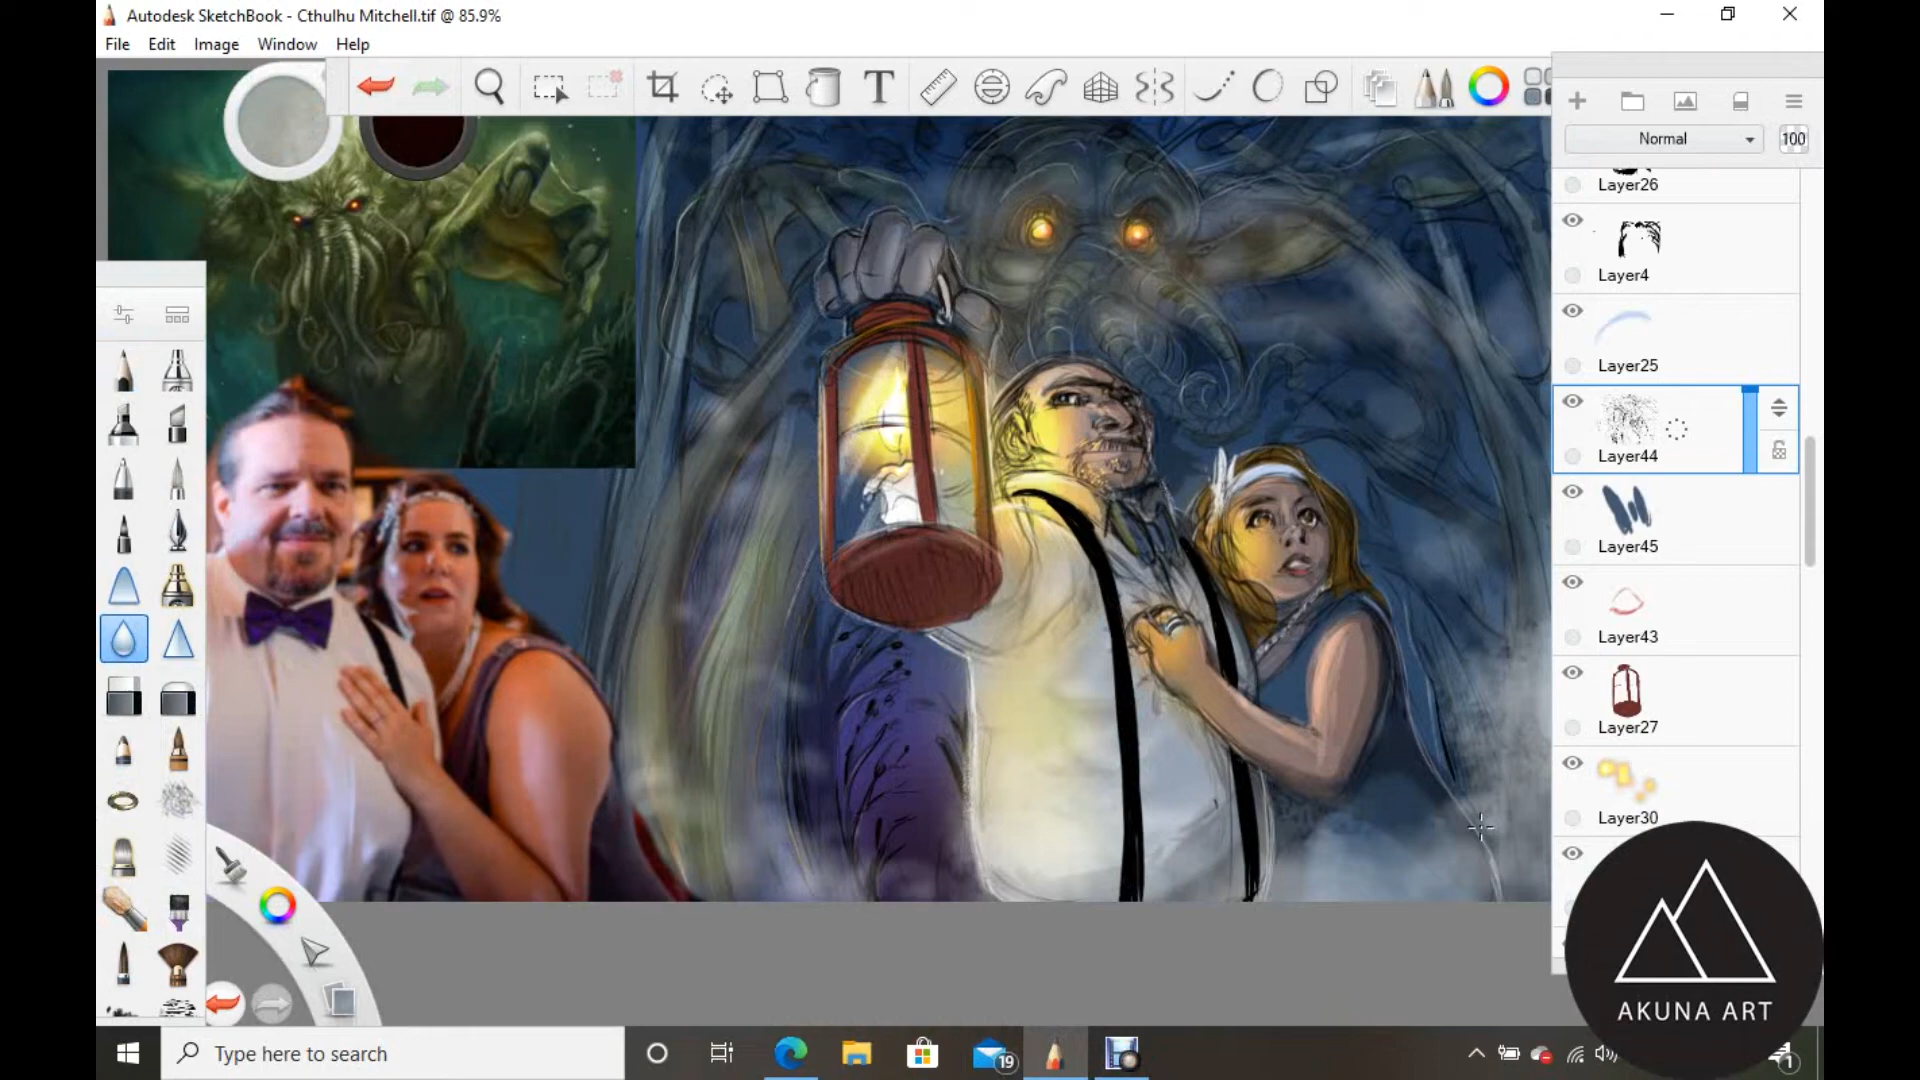 Autodesk SketchBook - Cthulhu Mitchell.tif @ 85.9%
File Edit Image Window Help
T
Normal 100
Layer26
Layer4
Layer25
Layer44
Layer45
Layer43
Layer27
Layer30
AKUNA ART
Type here to search
19
1